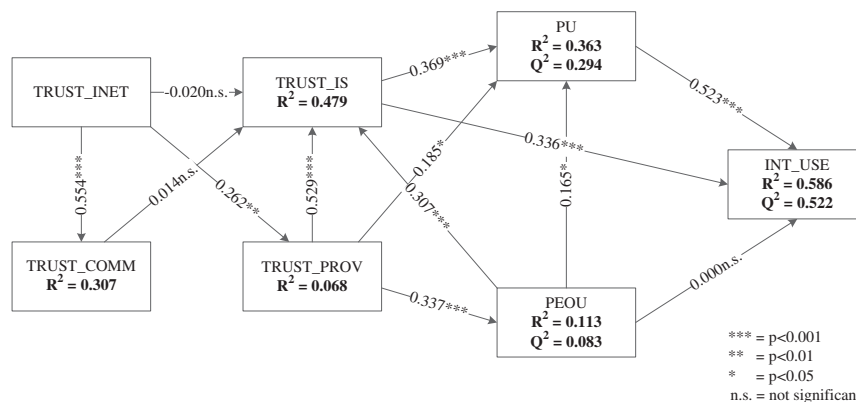 PU
R² = 0.363
Q² = 0.294
TRUST_INET
-0.020n.s.
TRUST_IS
R² = 0.479
0.369***
0.523***
0.554***
0.014n.s.
0.262**
0.529***
0.185*
0.307***
0.165*
0.336***
INT_USE
R² = 0.586
Q² = 0.522
TRUST_COMM
R² = 0.307
TRUST_PROV
R² = 0.068
0.337***
PEOU
R² = 0.113
Q² = 0.083
0.000n.s.
*** = p<0.001
** = p<0.01
* = p<0.05
n.s. = not significan